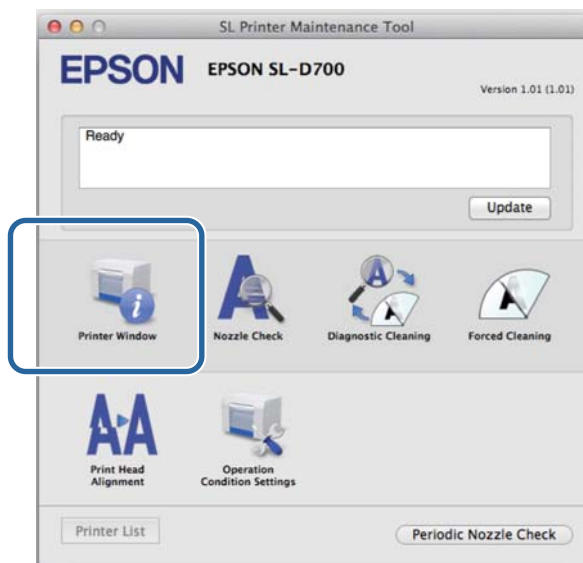 SL Printer Maintenance Tool
EPSON EPSON SL-D700
Version 1.01 (1.01)
Ready
Update
Printer Window Nozzle Check Diagnostic Cleaning Forced Cleaning
Print Head Alignment
Operation Condition Settings
Printer List Periodic Nozzle Check